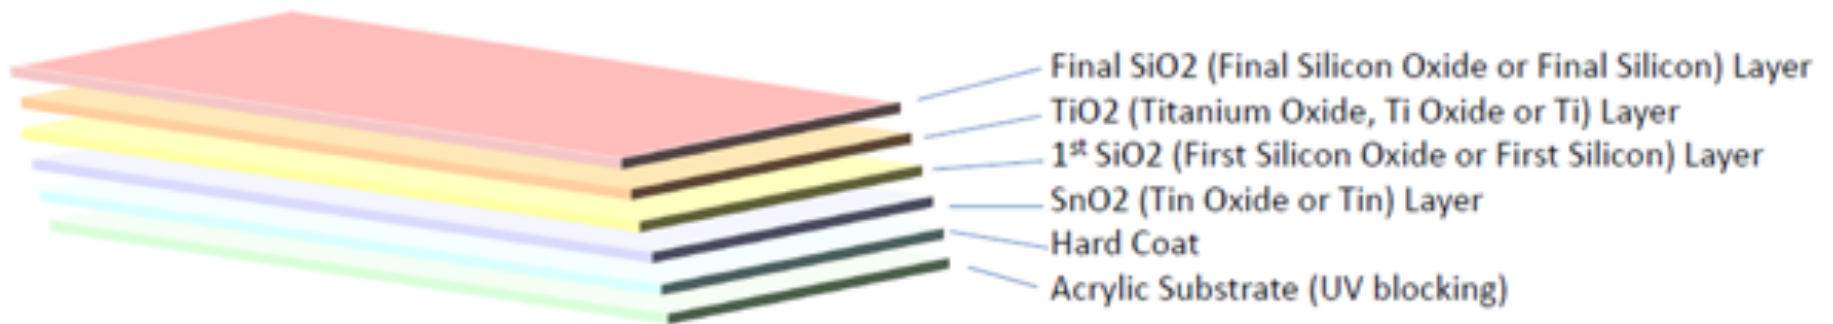 Final SiO2 (Final Silicon Oxide or Final Silicon) Layer
TiO2 (Titanium Oxide, Ti Oxide or Ti) Layer
1st SiO2 (First Silicon Oxide or First Silicon) Layer
SnO2 (Tin Oxide or Tin) Layer
Hard Coat
Acrylic Substrate (UV blocking)